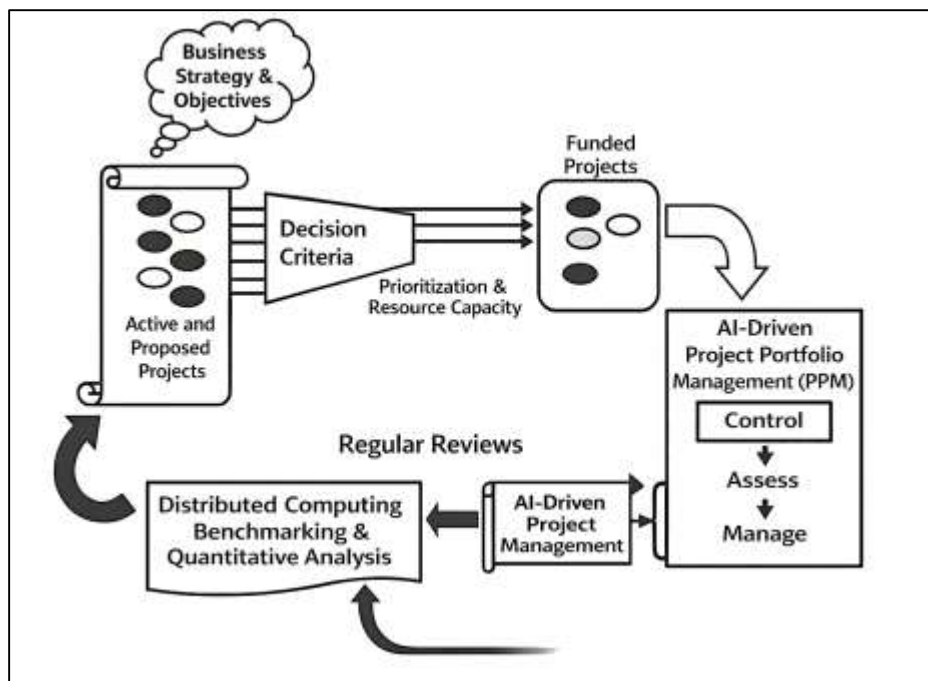 Business
Strategy &
Objectives
Active and
Proposed
Projects
Decision
Criteria
Prioritization &
Resource Capacity
Funded
Projects
AI-Driven
Project Portfolio
Management (PPM)
Control
Assess
Manage
Regular Reviews
AI-Driven
Project
Management
Distributed Computing
Benchmarking &
Quantitative Analysis